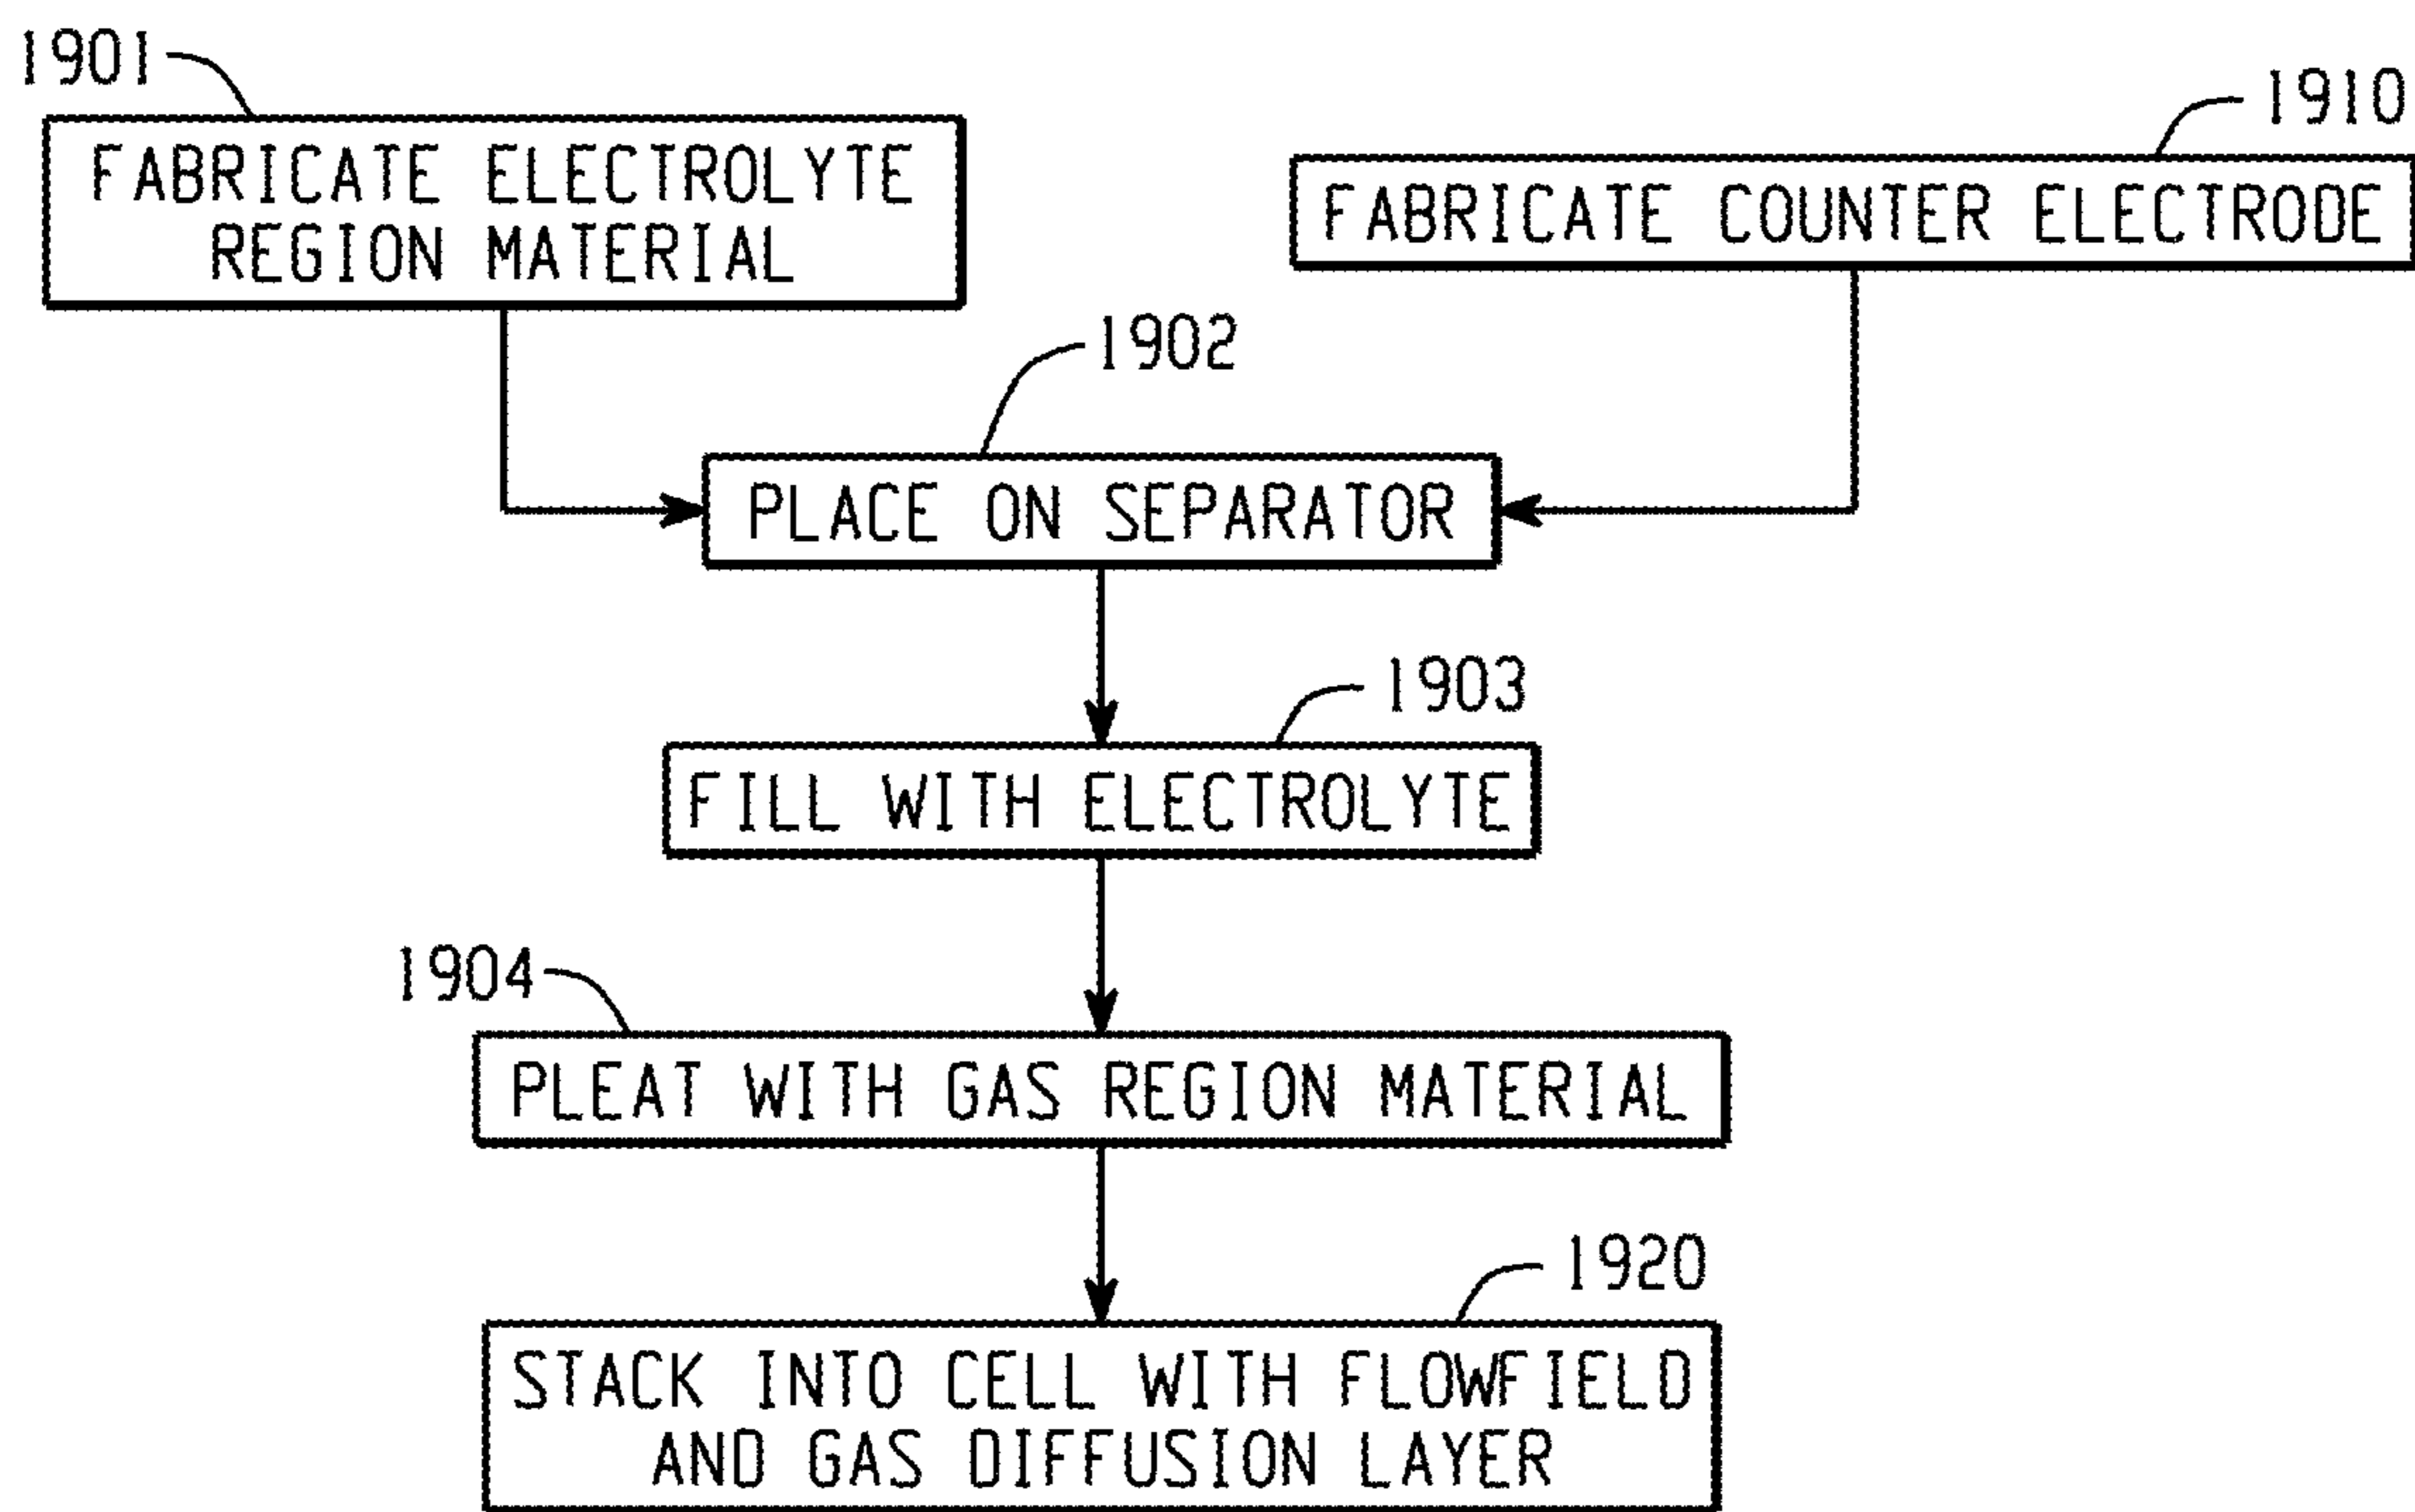 1901
1910
FABRICATE ELECTROLYTE
REGION MATERIAL
FABRICATE COUNTER ELECTRODE
1902
PLACE ON SEPARATOR
1903
FILL WITH ELECTROLYTE
1904
PLEAT WITH GAS REGION MATERIAL
1920
STACK INTO CELL WITH FLOWFIELD
AND GAS DIFFUSION LAYER